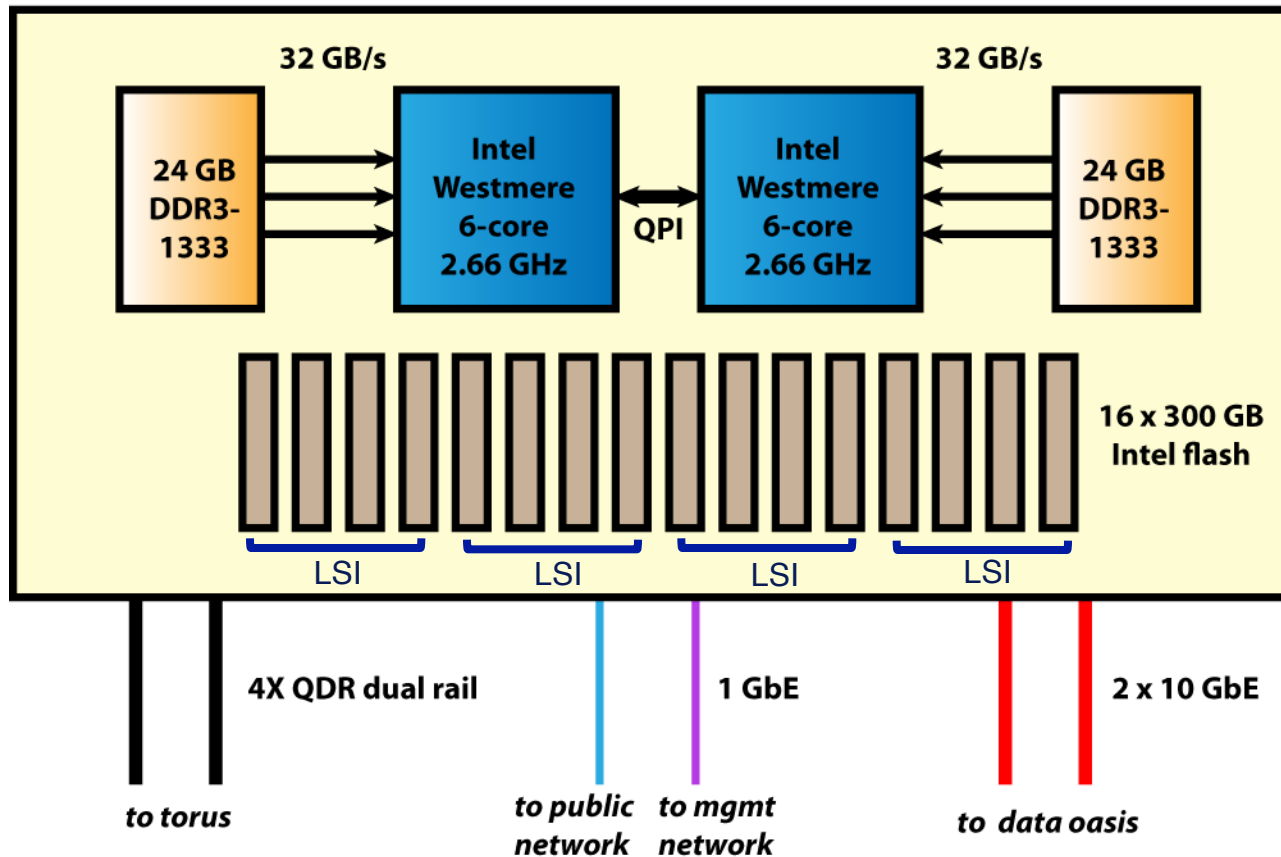 32 GB/s
32 GB/s
24 GB
DDR3-
1333
Intel
Westmere
6-core
2.66 GHz
QPI
Intel
Westmere
6-core
2.66 GHz
24 GB
DDR3-
1333
16 x 300 GB
Intel flash
LSI
LSI
LSI
LSI
4X QDR dual rail
1 GbE
2 x 10 GbE
to torus
to public
network
to mgmt
network
to data oasis